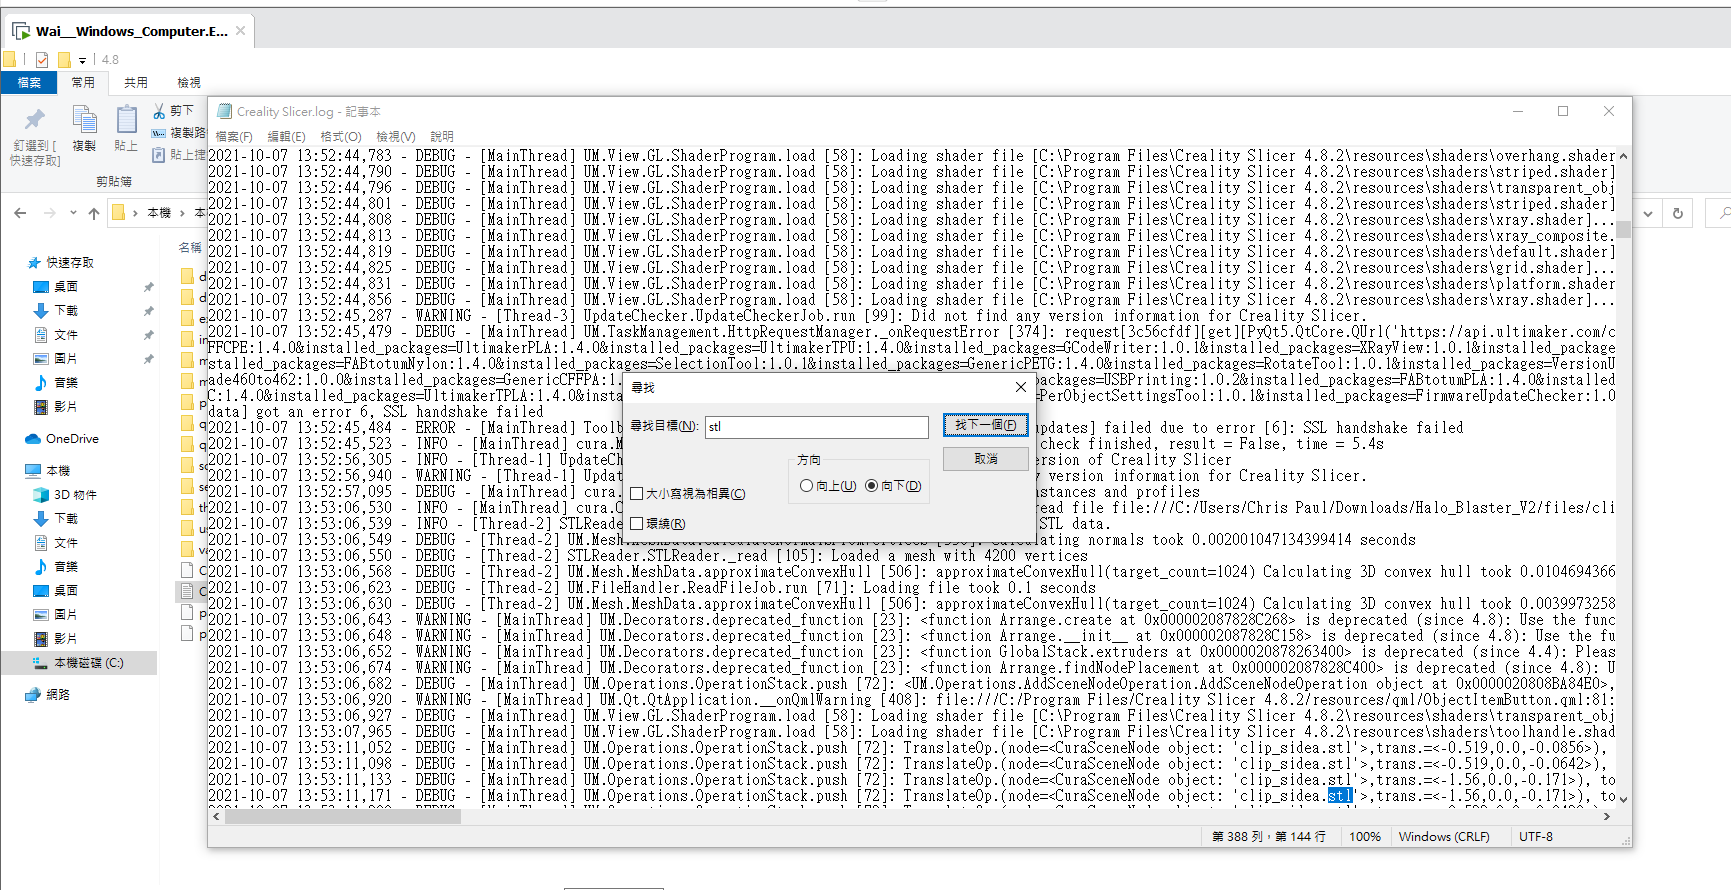 Wai__Windows_Computer.E...
4.8
檔案 常用 共用 檢視
釘選到 [
快速存取]
複製
貼上
剪下
複製路
貼上捷
剪貼簿
本機
名稱
快速存取
桌面
下載
文件
圖片
音樂
影片
OneDrive
本機
3D 物件
下載
文件
音樂
桌面
圖片
影片
本機磁碟 (C:)
網路
Creality Slicer.log - 記事本
檔案(F) 編輯(E) 格式(O) 檢視(V) 說明
2021-10-07 13:52:44,783 - DEBUG - [MainThread] UM.View.GL.ShaderProgram.load [58]: Loading shader file [C:\Program Files\Creality Slicer 4.8.2\resources\shaders\overhang.shader
2021-10-07 13:52:44,790 - DEBUG - [MainThread] UM.View.GL.ShaderProgram.load [58]: Loading shader file [C:\Program Files\Creality Slicer 4.8.2\resources\shaders\striped.shader]
2021-10-07 13:52:44,796 - DEBUG - [MainThread] UM.View.GL.ShaderProgram.load [58]: Loading shader file [C:\Program Files\Creality Slicer 4.8.2\resources\shaders\transparent_obj
2021-10-07 13:52:44,801 - DEBUG - [MainThread] UM.View.GL.ShaderProgram.load [58]: Loading shader file [C:\Program Files\Creality Slicer 4.8.2\resources\shaders\striped.shader]
2021-10-07 13:52:44,808 - DEBUG - [MainThread] UM.View.GL.ShaderProgram.load [58]: Loading shader file [C:\Program Files\Creality Slicer 4.8.2\resources\shaders\xray.shader]...
2021-10-07 13:52:44,813 - DEBUG - [MainThread] UM.View.GL.ShaderProgram.load [58]: Loading shader file [C:\Program Files\Creality Slicer 4.8.2\resources\shaders\xray_composite.
2021-10-07 13:52:44,819 - DEBUG - [MainThread] UM.View.GL.ShaderProgram.load [58]: Loading shader file [C:\Program Files\Creality Slicer 4.8.2\resources\shaders\default.shader]
2021-10-07 13:52:44,825 - DEBUG - [MainThread] UM.View.GL.ShaderProgram.load [58]: Loading shader file [C:\Program Files\Creality Slicer 4.8.2\resources\shaders\grid.shader]...
2021-10-07 13:52:44,831 - DEBUG - [MainThread] UM.View.GL.ShaderProgram.load [58]: Loading shader file [C:\Program Files\Creality Slicer 4.8.2\resources\shaders\platform.shader
2021-10-07 13:52:44,856 - DEBUG - [MainThread] UM.View.GL.ShaderProgram.load [58]: Loading shader file [C:\Program Files\Creality Slicer 4.8.2\resources\shaders\xray.shader]...
2021-10-07 13:52:45,287 - WARNING - [Thread-3] UpdateChecker.UpdateCheckerJob.run [99]: Did not find any version information for Creality Slicer.
2021-10-07 13:52:45,479 - DEBUG - [MainThread] UM.TaskManagement.HttpRequestManager._onRequestError [374]: request[3c56cfdf][get][PyQt5.QtCore.QUrl('https://api.ultimaker.com/c
FFCPE:1.4.0&installed_packages=UltimakerPLA:1.4.0&installed_packages=UltimakerTPU:1.4.0&installed_packages=GCodeWriter:1.0.1&installed_packages=XRayView:1.0.1&installed_package
stalled_packages=FABtotumNylon:1.4.0&installed_packages=SelectionTool:1.0.1&installed_packages=GenericPETG:1.4.0&installed_packages=RotateTool:1.0.1&installed_packages=VersionU
ade460to462:1.0.0&installed_packages=GenericCFFPA:1. packages=USBPrinting:1.0.2&installed_packages=FABtotumPLA:1.4.0&installed
C:1.4.0&installed_packages=UltimakerTPLA:1.4.0&insta PerObjectSettingsTool:1.0.1&installed_packages=FirmwareUpdateChecker:1.0
data] got an error 6, SSL handshake failed
2021-10-07 13:52:45,484 - ERROR - [MainThread] Toolb updates] failed due to error [6]: SSL handshake failed
2021-10-07 13:52:45,523 - INFO - [MainThread] cura.M check finished, result = False, time = 5.4s
2021-10-07 13:52:56,305 - INFO - [Thread-1] UpdateCh ersion of Creality Slicer
2021-10-07 13:52:56,940 - WARNING - [Thread-1] Updat y version information for Creality Slicer.
2021-10-07 13:52:57,095 - DEBUG - [MainThread] cura. nstances and profiles
2021-10-07 13:53:06,530 - INFO - [MainThread] cura.C read file file:///C:/Users/Chris Paul/Downloads/Halo_Blaster_V2/files/cli
2021-10-07 13:53:06,539 - INFO - [Thread-2] STLReade STL data.
2021-10-07 13:53:06,549 - DEBUG - [Thread-2] UM.Mesh.MeshData.calculateNormalsFromVertices [550]: Calculating normals took 0.002001047134399414 seconds
2021-10-07 13:53:06,550 - DEBUG - [Thread-2] STLReader.STLReader._read [105]: Loaded a mesh with 4200 vertices
2021-10-07 13:53:06,568 - DEBUG - [Thread-2] UM.Mesh.MeshData.approximateConvexHull [506]: approximateConvexHull(target_count=1024) Calculating 3D convex hull took 0.0104694366
2021-10-07 13:53:06,623 - DEBUG - [Thread-2] UM.FileHandler.ReadFileJob.run [71]: Loading file took 0.1 seconds
2021-10-07 13:53:06,630 - DEBUG - [Thread-2] UM.Mesh.MeshData.approximateConvexHull [506]: approximateConvexHull(target_count=1024) Calculating 3D convex hull took 0.0039973258
2021-10-07 13:53:06,643 - WARNING - [MainThread] UM.Decorators.deprecated_function [23]: <function Arrange.create at 0x000002087828C268> is deprecated (since 4.8): Use the func
2021-10-07 13:53:06,648 - WARNING - [MainThread] UM.Decorators.deprecated_function [23]: <function Arrange.__init__ at 0x000002087828C158> is deprecated (since 4.8): Use the fu
2021-10-07 13:53:06,652 - WARNING - [MainThread] UM.Decorators.deprecated_function [23]: <function GlobalStack.extruders at 0x0000020878263400> is deprecated (since 4.4): Pleas
2021-10-07 13:53:06,674 - WARNING - [MainThread] UM.Decorators.deprecated_function [23]: <function Arrange.findNodePlacement at 0x000002087828C400> is deprecated (since 4.8): U
2021-10-07 13:53:06,682 - DEBUG - [MainThread] UM.Operations.OperationStack.push [72]: <UM.Operations.AddSceneNodeOperation.AddSceneNodeOperation object at 0x0000020808BA84E0>,
2021-10-07 13:53:06,920 - WARNING - [MainThread] UM.Qt.QtApplication.__onQmlWarning [408]: file:///C:/Program Files/Creality Slicer 4.8.2/resources/qml/ObjectItemButton.qml:81:
2021-10-07 13:53:06,927 - DEBUG - [MainThread] UM.View.GL.ShaderProgram.load [58]: Loading shader file [C:\Program Files\Creality Slicer 4.8.2\resources\shaders\transparent_obj
2021-10-07 13:53:07,965 - DEBUG - [MainThread] UM.View.GL.ShaderProgram.load [58]: Loading shader file [C:\Program Files\Creality Slicer 4.8.2\resources\shaders\toolhandle.shad
2021-10-07 13:53:11,052 - DEBUG - [MainThread] UM.Operations.OperationStack.push [72]: TranslateOp.(node=<CuraSceneNode object: 'clip_sidea.stl'>,trans.=<-0.519,0.0,-0.0856>),
2021-10-07 13:53:11,098 - DEBUG - [MainThread] UM.Operations.OperationStack.push [72]: TranslateOp.(node=<CuraSceneNode object: 'clip_sidea.stl'>,trans.=<-0.519,0.0,-0.0642>),
2021-10-07 13:53:11,133 - DEBUG - [MainThread] UM.Operations.OperationStack.push [72]: TranslateOp.(node=<CuraSceneNode object: 'clip_sidea.stl'>,trans.=<-1.56,0.0,-0.171>), to
2021-10-07 13:53:11,171 - DEBUG - [MainThread] UM.Operations.OperationStack.push [72]: TranslateOp.(node=<CuraSceneNode object: 'clip_sidea.stl'>,trans.=<-1.56,0.0,-0.171>), to
尋找
尋找目標(N): stl
找下一個(F)
取消
方向
向上(U) 向下(D)
大小寫視為相異(C)
環繞(R)
第 388 列，第 144 行 100% Windows (CRLF) UTF-8